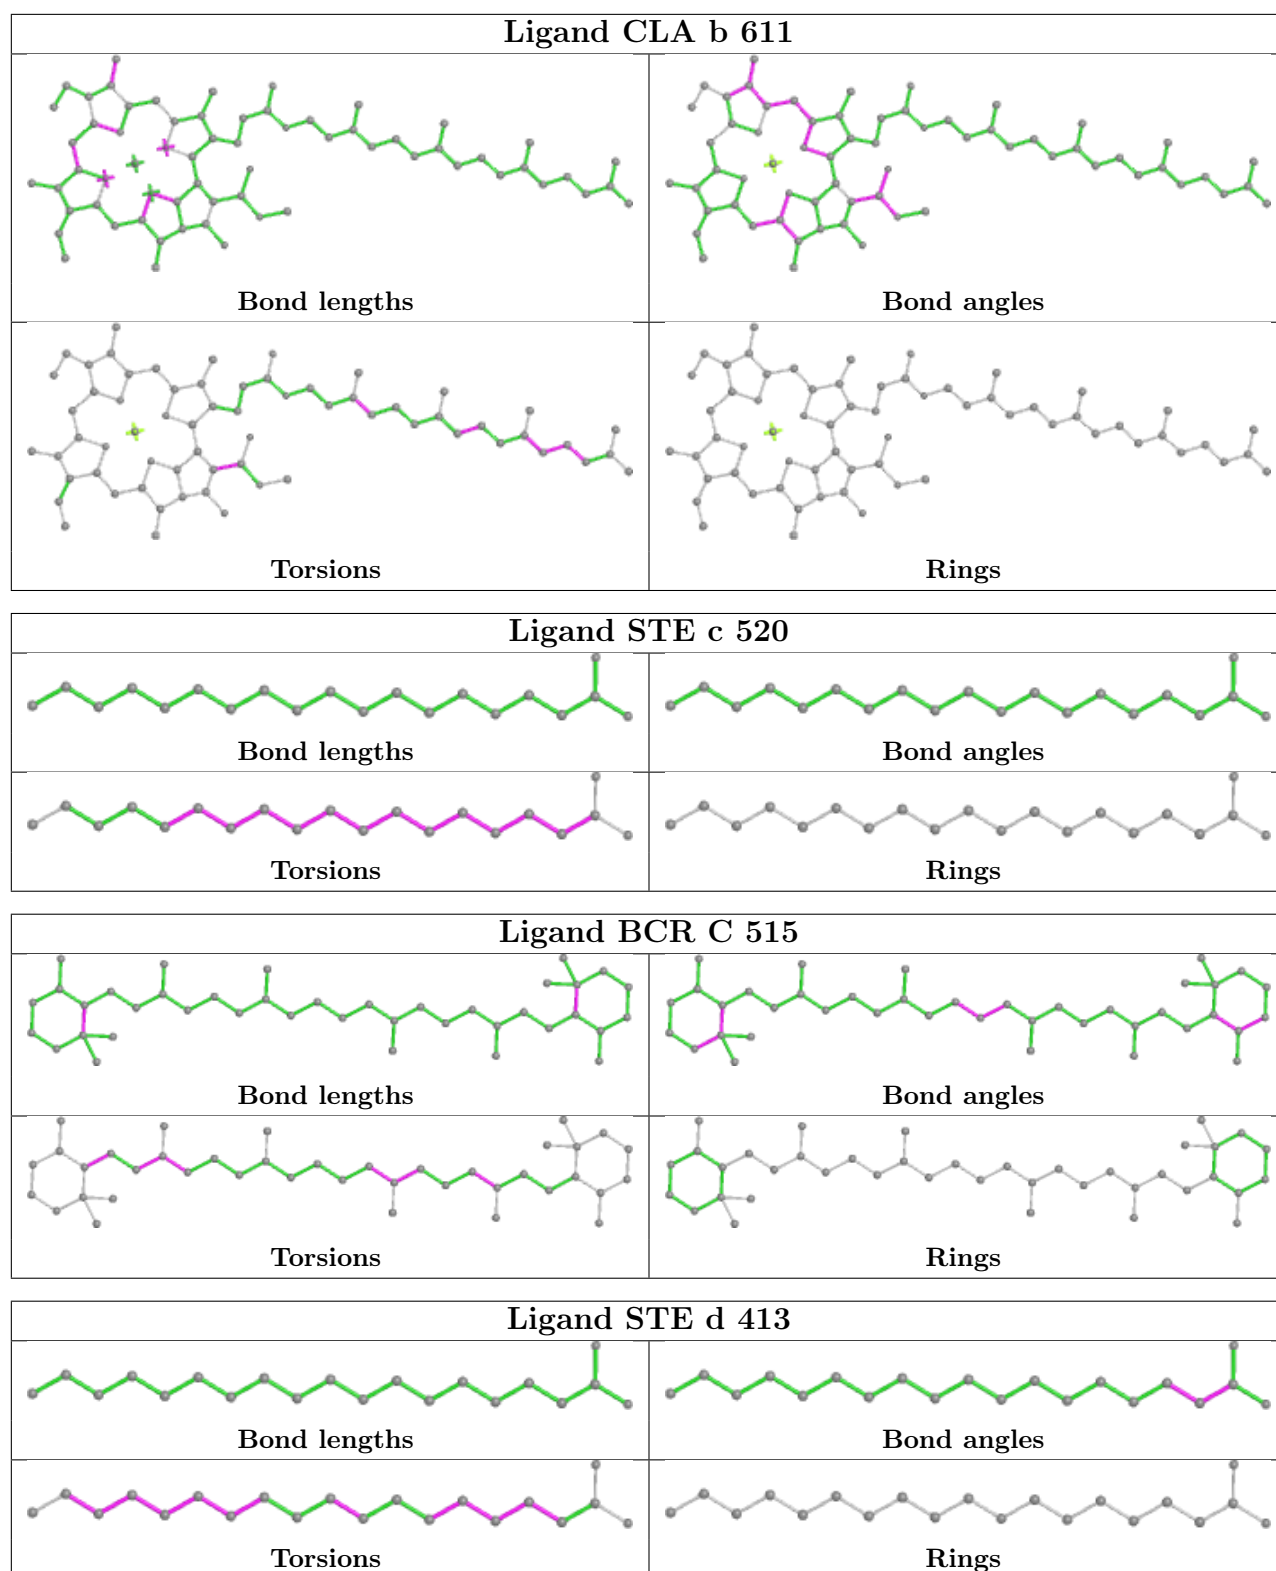 Ligand CLA b 611
Bond lengths
Bond angles
Torsions
Rings
Ligand STE c 520
Bond lengths
Bond angles
Torsions
Rings
Ligand BCR C 515
Bond lengths
Bond angles
Torsions
Rings
Ligand STE d 413
Bond lengths
Bond angles
Torsions
Rings